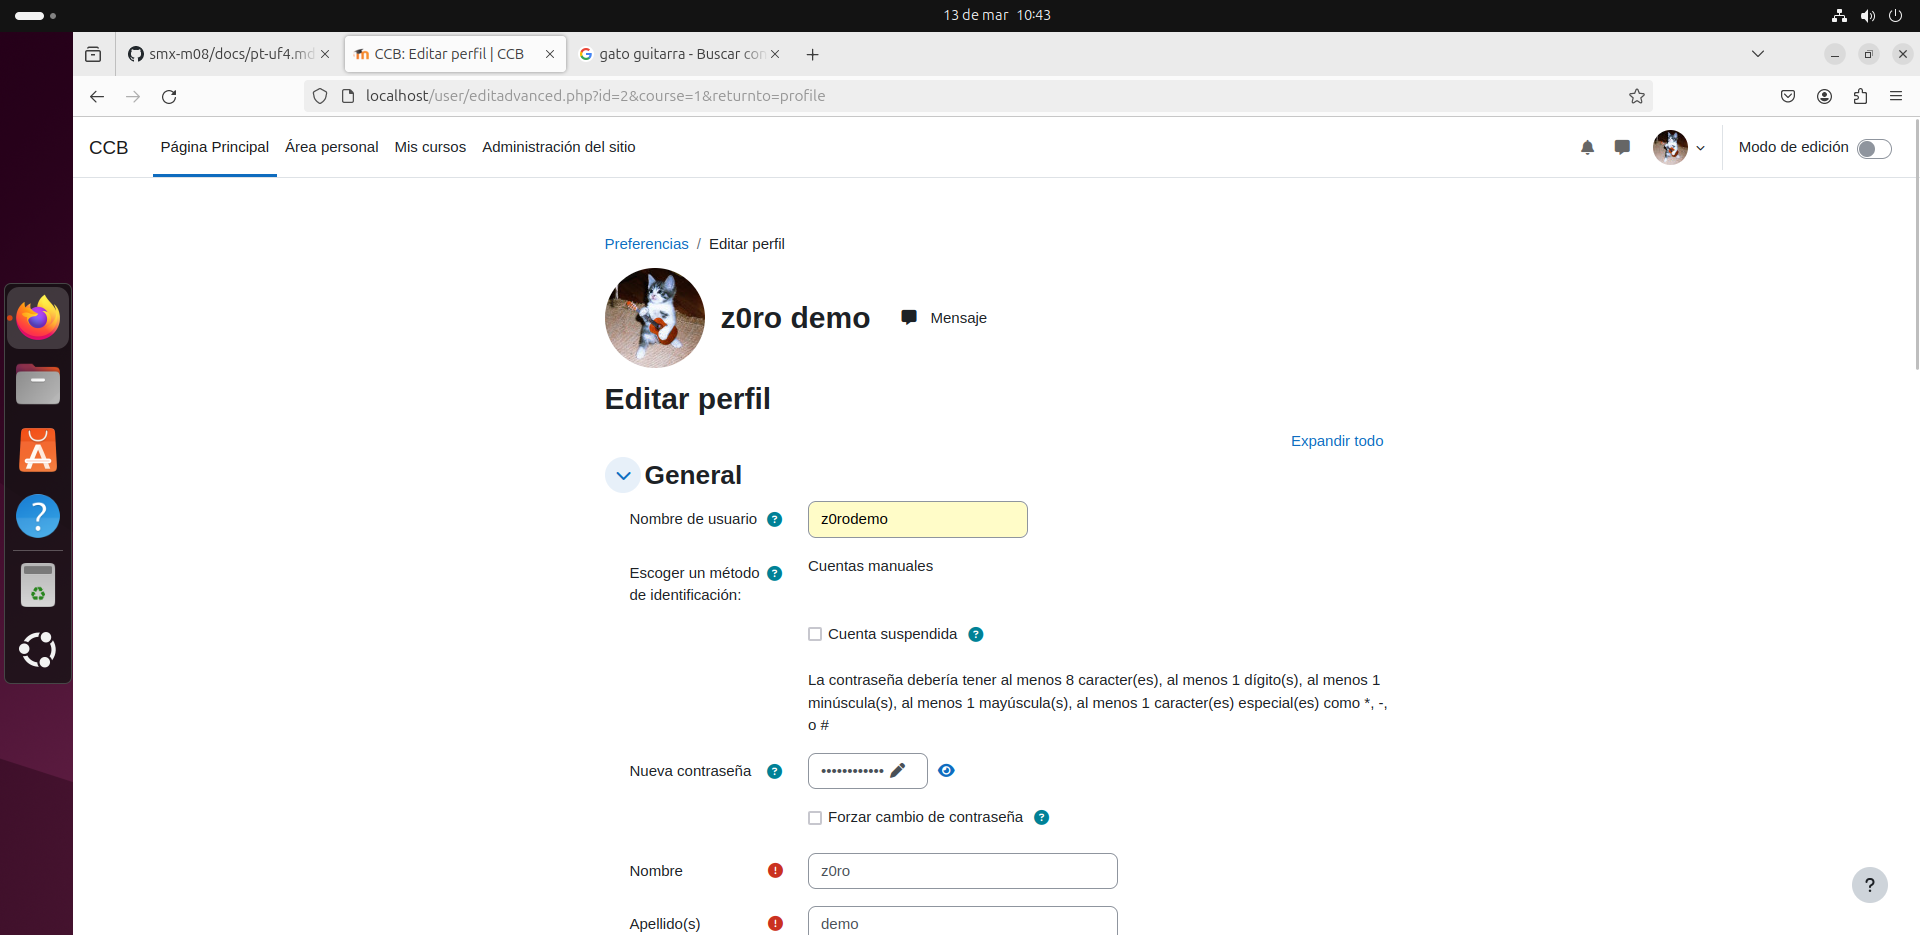 13 de mar 10:43
smx-m08/docs/pt-uf4.md
CCB: Editar perfil | CCB
gato guitarra - Buscar con
localhost/user/editadvanced.php?id=2&course=1&returnto=profile
CCB
Página Principal
Área personal
Mis cursos
Administración del sitio
Modo de edición
Preferencias / Editar perfil
z0ro demo
Mensaje
Editar perfil
Expandir todo
General
Nombre de usuario
z0rodemo
Escoger un método
de identificación:
Cuentas manuales
Cuenta suspendida
La contraseña debería tener al menos 8 caracter(es), al menos 1 dígito(s), al menos 1
minúscula(s), al menos 1 mayúscula(s), al menos 1 caracter(es) especial(es) como *, -,
o #
Nueva contraseña
••••••••••••
Forzar cambio de contraseña
Nombre
z0ro
Apellido(s)
demo
?